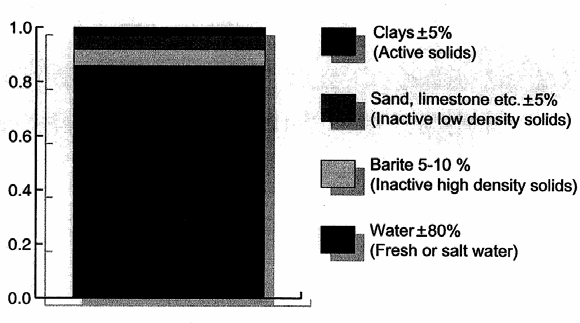 1.0
0.8
0.6
0.4
0.2
0.0
Clays ±5%
(Active solids)
Sand, limestone etc. ±5%
(Inactive low density solids)
Barite 5-10 %
(Inactive high density solids)
Water ±80%
(Fresh or salt water)